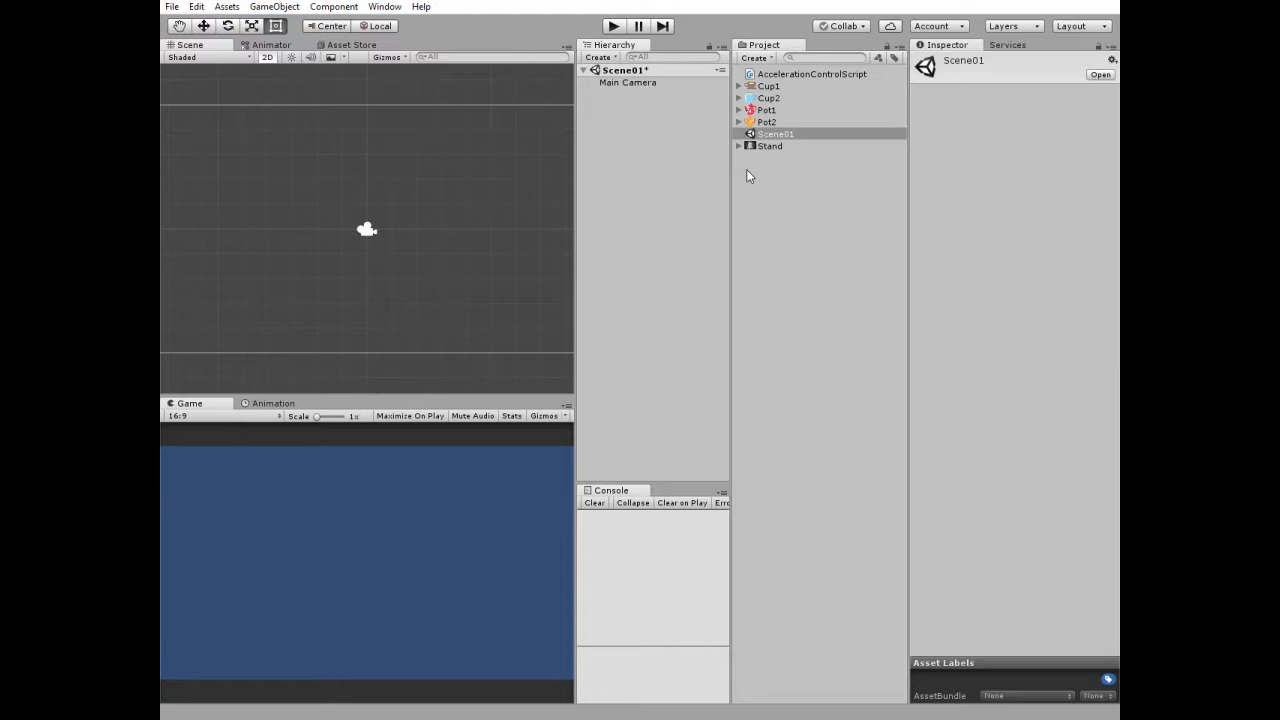 File Edit Assets GameObject Component Window Help
Center Local Collab Account Layers Layout
Scene Animator Asset Store
Shaded 2D Gizmos All
Hierarchy
Create All
Scene01*
Main Camera
Project
Create
AccelerationControlScript
Cup1
Cup2
Pot1
Pot2
Scene01
Stand
Inspector Services
Scene01
Open
Game Animation
16:9 Scale 1x Maximize On Play Mute Audio Stats Gizmos
Console
Clear Collapse Clear on Play Erro
Asset Labels
AssetBundle None None